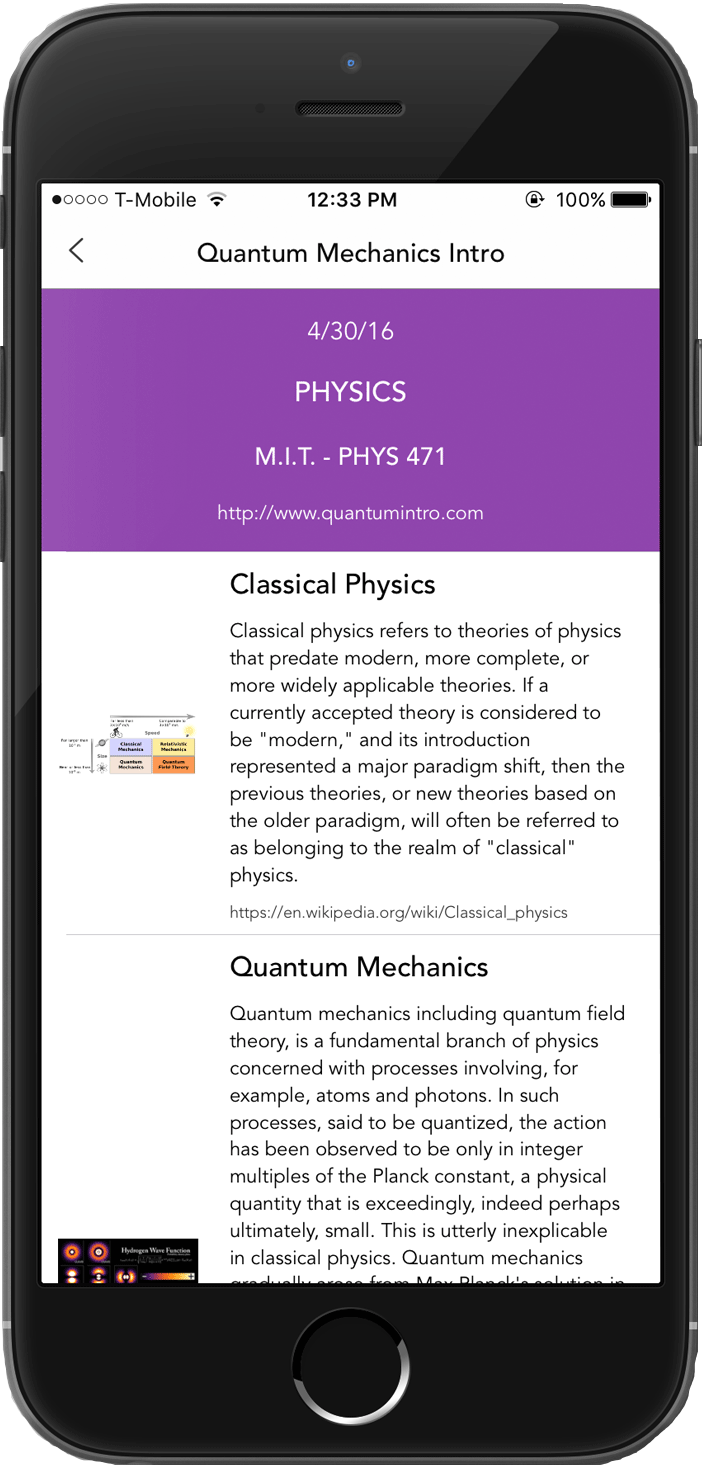 T-Mobile 12:33 PM 100%
Quantum Mechanics Intro
4/30/16
PHYSICS
M.I.T. - PHYS 471
http://www.quantumintro.com
Classical Physics
Classical physics refers to theories of physics
that predate modern, more complete, or
more widely applicable theories. If a
currently accepted theory is considered to
be "modern," and its introduction
represented a major paradigm shift, then the
previous theories, or new theories based on
the older paradigm, will often be referred to
as belonging to the realm of "classical"
physics.
https://en.wikipedia.org/wiki/Classical_physics
Speed
Size
Classical
Mechanics
Relativistic
Mechanics
Quantum
Mechanics
Quantum
Field Theory
Quantum Mechanics
Quantum mechanics including quantum field
theory, is a fundamental branch of physics
concerned with processes involving, for
example, atoms and photons. In such
processes, said to be quantized, the action
has been observed to be only in integer
multiples of the Planck constant, a physical
quantity that is exceedingly, indeed perhaps
ultimately, small. This is utterly inexplicable
in classical physics. Quantum mechanics
gradually arose from Max Planck's solution in
Hydrogen Wave Function